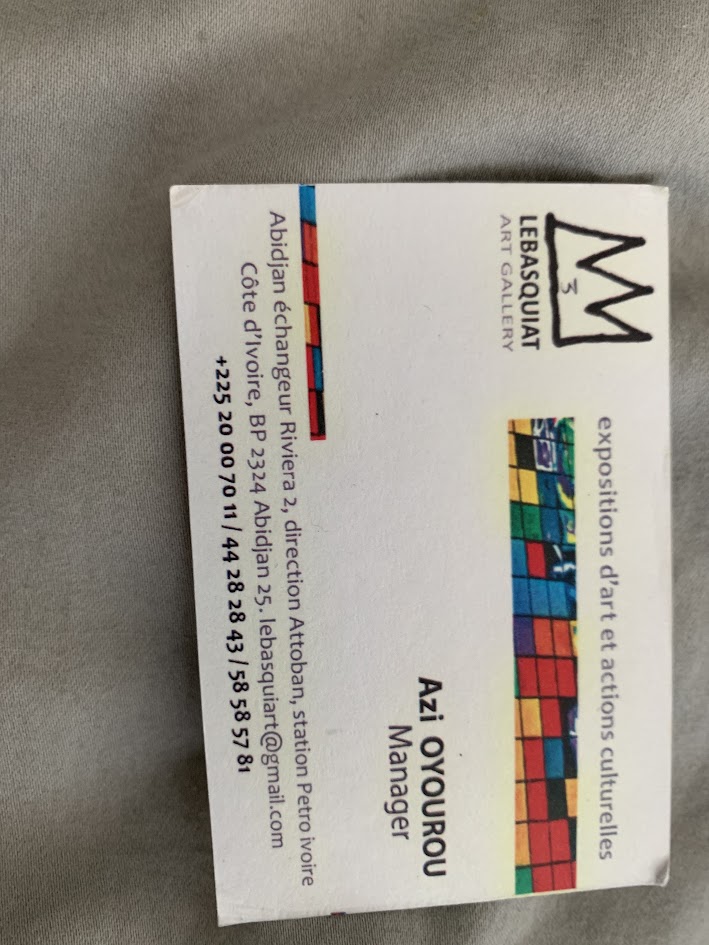 LEBASQUIAT
ART GALLERY
expositions d'art et actions culturelles
Azi OYOUROU
Manager
Abidjan échangeur Riviera 2, direction Attoban, station Petro ivoire
Côte d'Ivoire, BP 2324 Abidjan 25. lebasquiart@gmail.com
+225 20 00 70 11 / 44 28 28 43 / 58 58 57 81